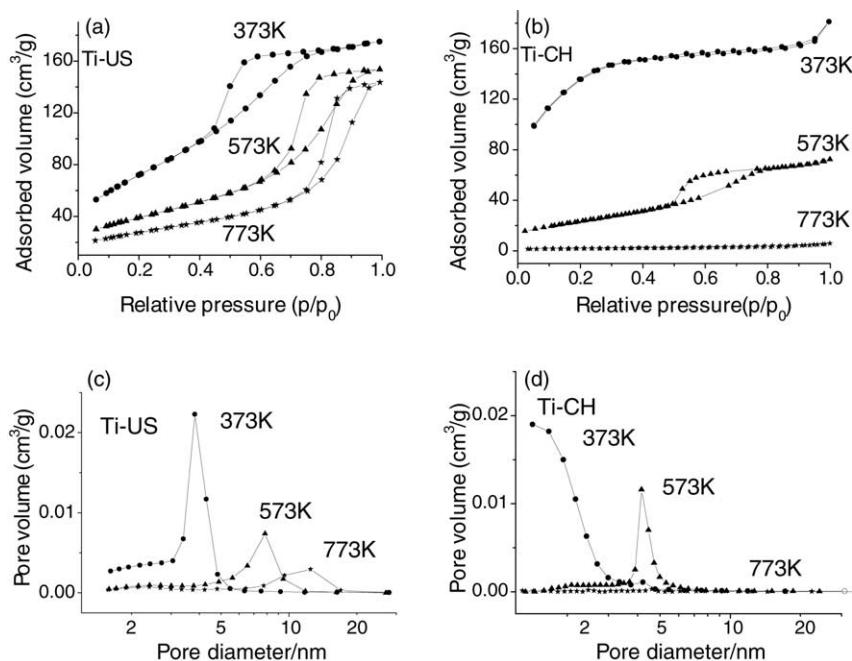 (a)
Ti-US
373K
573K
773K
Adsorbed volume (cm³/g)
160
120
80
40
0.0 0.2 0.4 0.6 0.8 1.0
Relative pressure (p/p₀)
(b)
Ti-CH
373K
573K
773K
Adsorbed volume (cm³/g)
160
120
80
40
0
0.0 0.2 0.4 0.6 0.8 1.0
Relative pressure(p/p₀)
(c)
Ti-US
373K
573K
773K
Pore volume (cm³/g)
0.02
0.01
0.00
2 5 10 20
Pore diameter/nm
(d)
Ti-CH
373K
573K
773K
Pore volume (cm³/g)
0.02
0.01
0.00
2 5 10 20
Pore diameter/nm